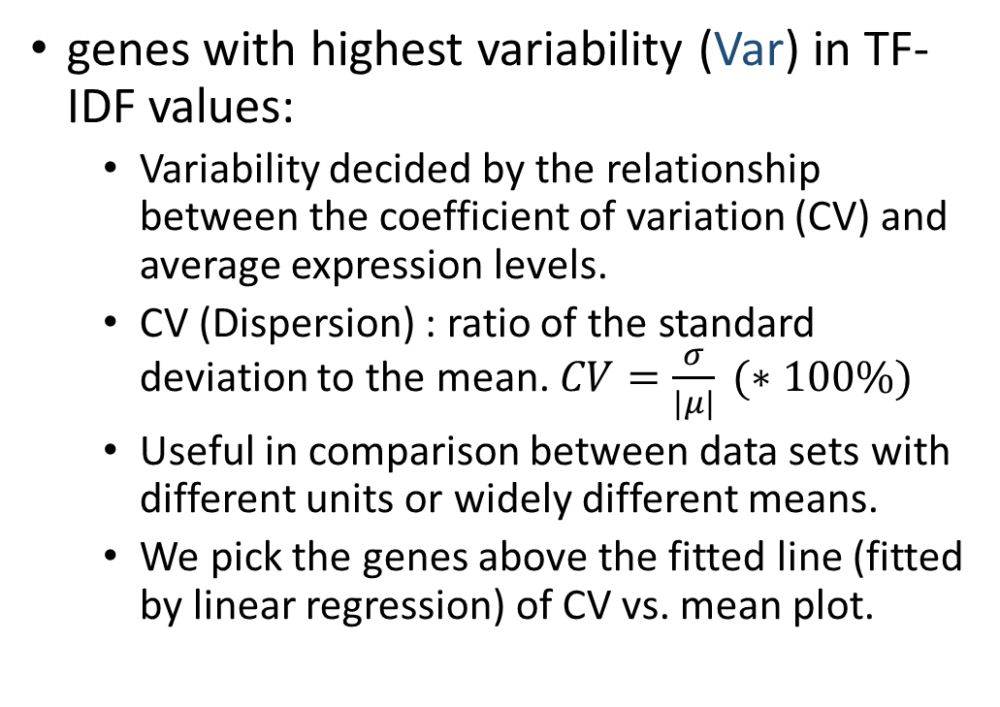 • genes with highest variability (Var) in TF-
IDF values:
• Variability decided by the relationship
between the coefficient of variation (CV) and
average expression levels.
• CV (Dispersion) : ratio of the standard
deviation to the mean. CV = σ/|μ| (∗ 100%)
• Useful in comparison between data sets with
different units or widely different means.
• We pick the genes above the fitted line (fitted
by linear regression) of CV vs. mean plot.